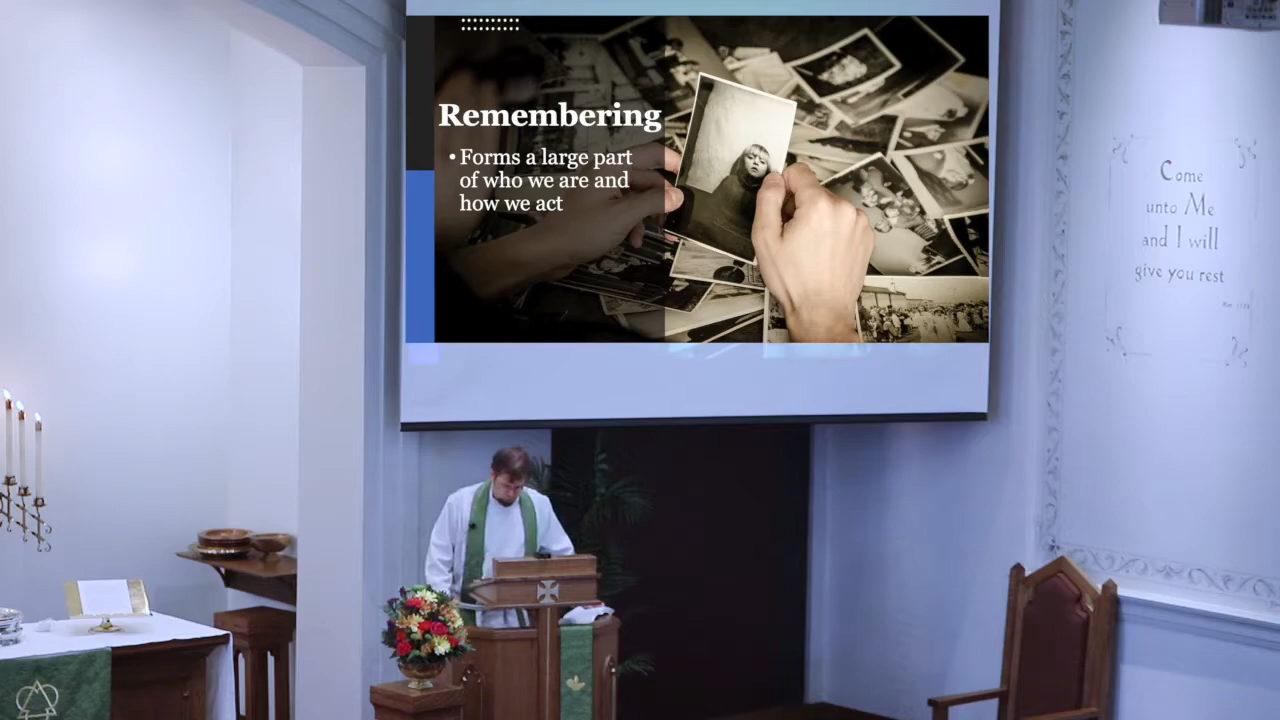 Remembering
• Forms a large part
of who we are and
how we act
Come
unto Me
and I will
give you rest